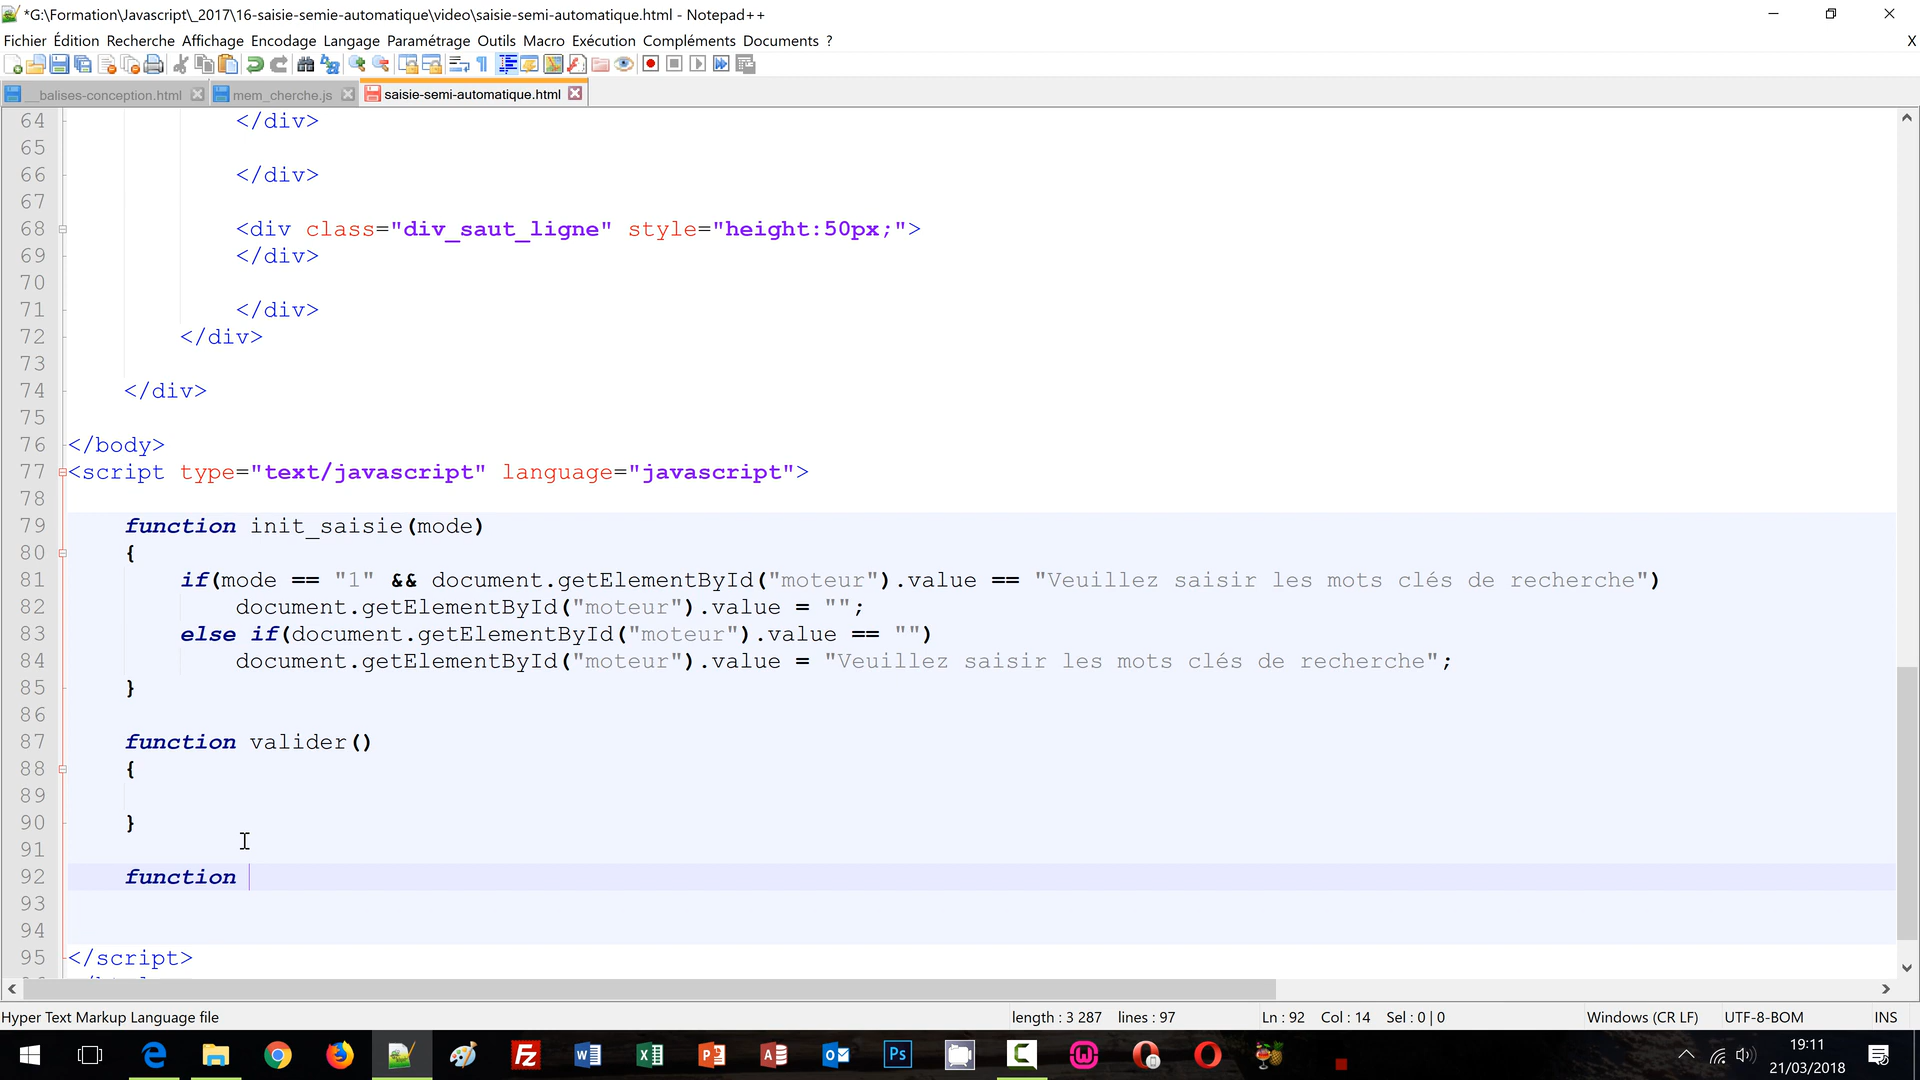 *G:\Formation\Javascript\_2017\16-saisie-semie-automatique\video\saisie-semi-automatique.html - Notepad++
Fichier Édition Recherche Affichage Encodage Langage Paramétrage Outils Macro Exécution Compléments Documents ?
X
__balises-conception.html
mem_cherche.js
saisie-semi-automatique.html
64 </div>
65
66 </div>
67
68 <div class="div_saut_ligne" style="height:50px;">
69 </div>
70
71 </div>
72 </div>
73
74 </div>
75
76 </body>
77 <script type="text/javascript" language="javascript">
78
79 function init_saisie(mode)
80 {
81 if(mode == "1" && document.getElementById("moteur").value == "Veuillez saisir les mots clés de recherche")
82 document.getElementById("moteur").value = "";
83 else if(document.getElementById("moteur").value == "")
84 document.getElementById("moteur").value = "Veuillez saisir les mots clés de recherche";
85 }
86
87 function valider()
88 {
89
90 }
91
92 function
93
94
95 </script>
Hyper Text Markup Language file
length : 3 287 lines : 97
Ln : 92 Col : 14 Sel : 0 | 0
Windows (CR LF)
UTF-8-BOM
INS
19:11
21/03/2018